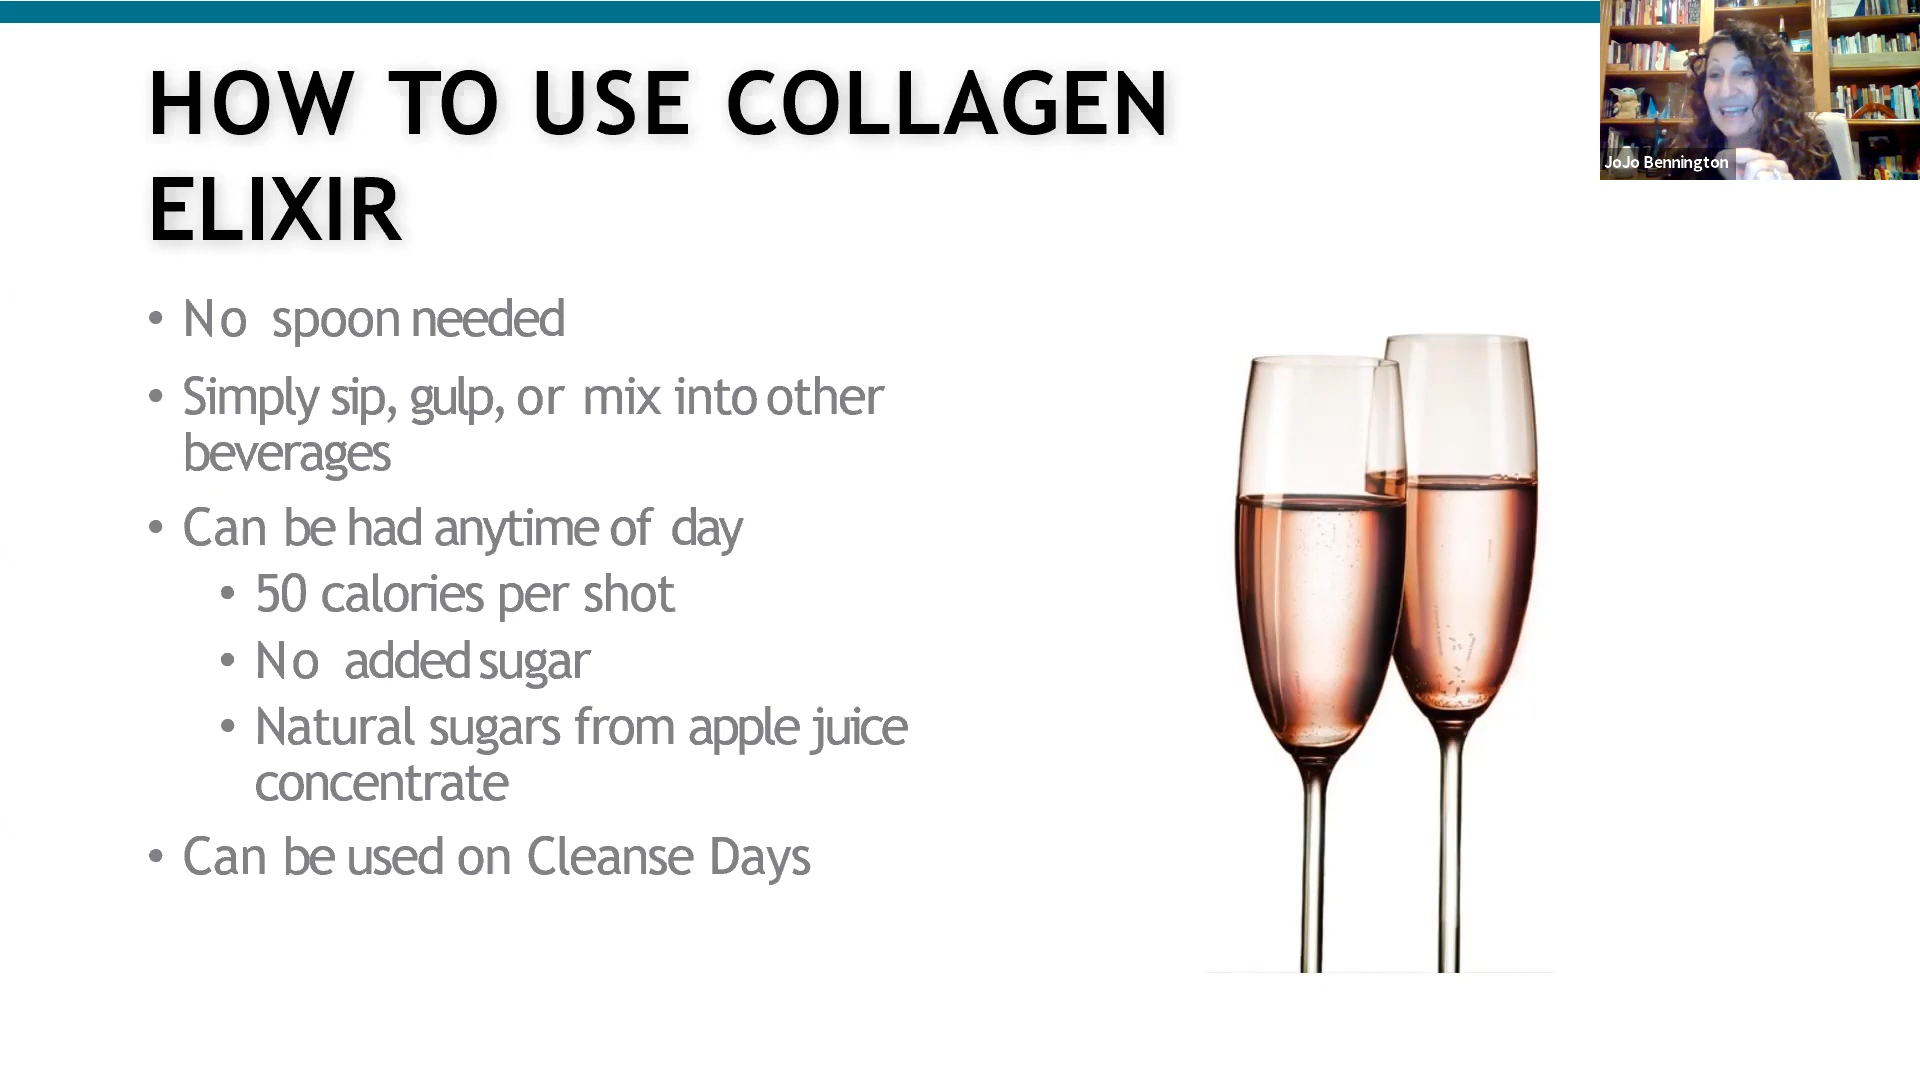 HOW TO USE COLLAGEN
ELIXIR
• No spoon needed
• Simply sip, gulp, or mix into other
beverages
• Can be had anytime of day
• 50 calories per shot
• No added sugar
• Natural sugars from apple juice
concentrate
• Can be used on Cleanse Days
JoJo Bennington